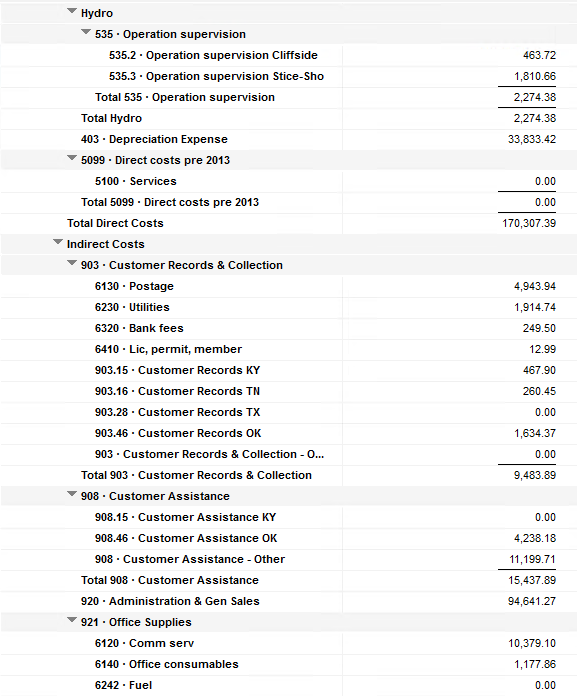 Hydro
535 · Operation supervision
535.2 · Operation supervision Cliffside 463.72
535.3 · Operation supervision Stice-Sho 1,810.66
Total 535 · Operation supervision 2,274.38
Total Hydro 2,274.38
403 · Depreciation Expense 33,833.42
5099 · Direct costs pre 2013
5100 · Services 0.00
Total 5099 · Direct costs pre 2013 0.00
Total Direct Costs 170,307.39
Indirect Costs
903 · Customer Records & Collection
6130 · Postage 4,943.94
6230 · Utilities 1,914.74
6320 · Bank fees 249.50
6410 · Lic, permit, member 12.99
903.15 · Customer Records KY 467.90
903.16 · Customer Records TN 260.45
903.28 · Customer Records TX 0.00
903.46 · Customer Records OK 1,634.37
903 · Customer Records & Collection - O... 0.00
Total 903 · Customer Records & Collection 9,483.89
908 · Customer Assistance
908.15 · Customer Assistance KY 0.00
908.46 · Customer Assistance OK 4,238.18
908 · Customer Assistance - Other 11,199.71
Total 908 · Customer Assistance 15,437.89
920 · Administration & Gen Sales 94,641.27
921 · Office Supplies
6120 · Comm serv 10,379.10
6140 · Office consumables 1,177.86
6242 · Fuel 0.00